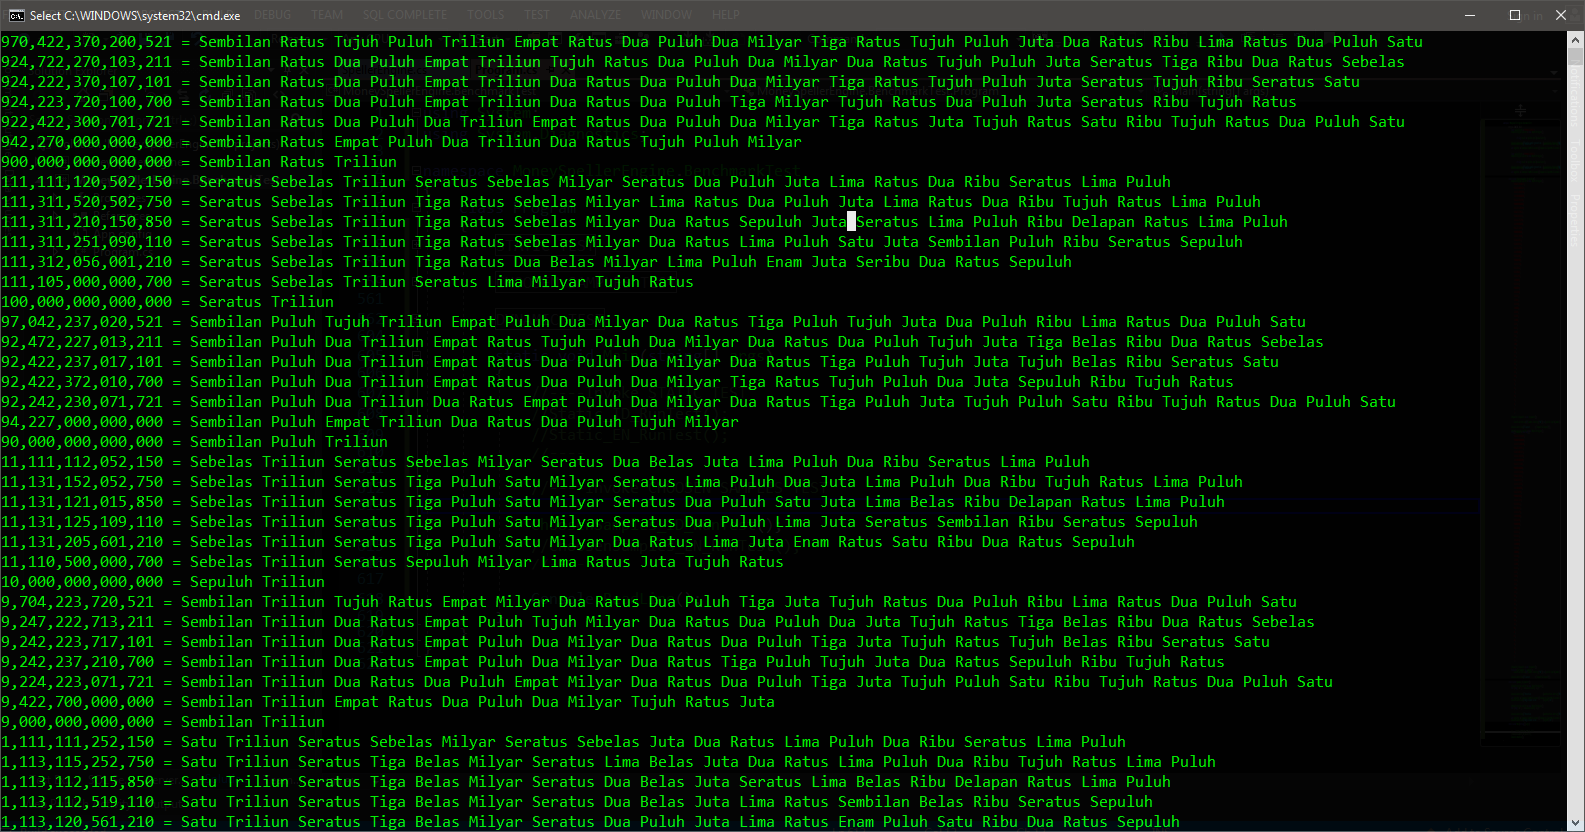 DEBUG TEAM SQL COMPLETE TOOLS TEST ANALYZE WINDOW HELP
Select C:\WINDOWS\system32\cmd.exe
970,422,370,200,521 = Sembilan Ratus Tujuh Puluh Triliun Empat Ratus Dua Puluh Dua Milyar Tiga Ratus Tujuh Puluh Juta Dua Ratus Ribu Lima Ratus Dua Puluh Satu
924,722,270,103,211 = Sembilan Ratus Dua Puluh Empat Triliun Tujuh Ratus Dua Puluh Dua Milyar Dua Ratus Tujuh Puluh Juta Seratus Tiga Ribu Dua Ratus Sebelas
924,222,370,107,101 = Sembilan Ratus Dua Puluh Empat Triliun Dua Ratus Dua Puluh Dua Milyar Tiga Ratus Tujuh Puluh Juta Seratus Tujuh Ribu Seratus Satu
924,223,720,100,700 = Sembilan Ratus Dua Puluh Empat Triliun Dua Ratus Dua Puluh Tiga Milyar Tujuh Ratus Dua Puluh Juta Seratus Ribu Tujuh Ratus
922,422,300,701,721 = Sembilan Ratus Dua Puluh Dua Triliun Empat Ratus Dua Puluh Dua Milyar Tiga Ratus Juta Tujuh Ratus Satu Ribu Tujuh Ratus Dua Puluh Satu
942,270,000,000,000 = Sembilan Ratus Empat Puluh Dua Triliun Dua Ratus Tujuh Puluh Milyar
900,000,000,000,000 = Sembilan Ratus Triliun
111,111,120,502,150 = Seratus Sebelas Triliun Seratus Sebelas Milyar Seratus Dua Puluh Juta Lima Ratus Dua Ribu Seratus Lima Puluh
111,311,520,502,750 = Seratus Sebelas Triliun Tiga Ratus Sebelas Milyar Lima Ratus Dua Puluh Juta Lima Ratus Dua Ribu Tujuh Ratus Lima Puluh
111,311,210,150,850 = Seratus Sebelas Triliun Tiga Ratus Sebelas Milyar Dua Ratus Sepuluh Juta Seratus Lima Puluh Ribu Delapan Ratus Lima Puluh
111,311,251,090,110 = Seratus Sebelas Triliun Tiga Ratus Sebelas Milyar Dua Ratus Lima Puluh Satu Juta Sembilan Puluh Ribu Seratus Sepuluh
111,312,056,001,210 = Seratus Sebelas Triliun Tiga Ratus Dua Belas Milyar Lima Puluh Enam Juta Seribu Dua Ratus Sepuluh
111,105,000,000,700 = Seratus Sebelas Triliun Seratus Lima Milyar Tujuh Ratus
100,000,000,000,000 = Seratus Triliun
97,042,237,020,521 = Sembilan Puluh Tujuh Triliun Empat Puluh Dua Milyar Dua Ratus Tiga Puluh Tujuh Juta Dua Puluh Ribu Lima Ratus Dua Puluh Satu
92,472,227,013,211 = Sembilan Puluh Dua Triliun Empat Ratus Tujuh Puluh Dua Milyar Dua Ratus Dua Puluh Tujuh Juta Tiga Belas Ribu Dua Ratus Sebelas
92,422,237,017,101 = Sembilan Puluh Dua Triliun Empat Ratus Dua Puluh Dua Milyar Dua Ratus Tiga Puluh Tujuh Juta Tujuh Belas Ribu Seratus Satu
92,422,372,010,700 = Sembilan Puluh Dua Triliun Empat Ratus Dua Puluh Dua Milyar Tiga Ratus Tujuh Puluh Dua Juta Sepuluh Ribu Tujuh Ratus
92,242,230,071,721 = Sembilan Puluh Dua Triliun Dua Ratus Empat Puluh Dua Milyar Dua Ratus Tiga Puluh Juta Tujuh Puluh Satu Ribu Tujuh Ratus Dua Puluh Satu
94,227,000,000,000 = Sembilan Puluh Empat Triliun Dua Ratus Dua Puluh Tujuh Milyar
90,000,000,000,000 = Sembilan Puluh Triliun
11,111,112,052,150 = Sebelas Triliun Seratus Sebelas Milyar Seratus Dua Belas Juta Lima Puluh Dua Ribu Seratus Lima Puluh
11,131,152,052,750 = Sebelas Triliun Seratus Tiga Puluh Satu Milyar Seratus Lima Puluh Dua Juta Lima Puluh Dua Ribu Tujuh Ratus Lima Puluh
11,131,121,015,850 = Sebelas Triliun Seratus Tiga Puluh Satu Milyar Seratus Dua Puluh Satu Juta Lima Belas Ribu Delapan Ratus Lima Puluh
11,131,125,109,110 = Sebelas Triliun Seratus Tiga Puluh Satu Milyar Seratus Dua Puluh Lima Juta Seratus Sembilan Ribu Seratus Sepuluh
11,131,205,601,210 = Sebelas Triliun Seratus Tiga Puluh Satu Milyar Dua Ratus Lima Juta Enam Ratus Satu Ribu Dua Ratus Sepuluh
11,110,500,000,700 = Sebelas Triliun Seratus Sepuluh Milyar Lima Ratus Juta Tujuh Ratus
10,000,000,000,000 = Sepuluh Triliun
9,704,223,720,521 = Sembilan Triliun Tujuh Ratus Empat Milyar Dua Ratus Dua Puluh Tiga Juta Tujuh Ratus Dua Puluh Ribu Lima Ratus Dua Puluh Satu
9,247,222,713,211 = Sembilan Triliun Dua Ratus Empat Puluh Tujuh Milyar Dua Ratus Dua Puluh Dua Juta Tujuh Ratus Tiga Belas Ribu Dua Ratus Sebelas
9,242,223,717,101 = Sembilan Triliun Dua Ratus Empat Puluh Dua Milyar Dua Ratus Dua Puluh Tiga Juta Tujuh Ratus Tujuh Belas Ribu Seratus Satu
9,242,237,210,700 = Sembilan Triliun Dua Ratus Empat Puluh Dua Milyar Dua Ratus Tiga Puluh Tujuh Juta Dua Ratus Sepuluh Ribu Tujuh Ratus
9,224,223,071,721 = Sembilan Triliun Dua Ratus Dua Puluh Empat Milyar Dua Ratus Dua Puluh Tiga Juta Tujuh Puluh Satu Ribu Tujuh Ratus Dua Puluh Satu
9,422,700,000,000 = Sembilan Triliun Empat Ratus Dua Puluh Dua Milyar Tujuh Ratus Juta
9,000,000,000,000 = Sembilan Triliun
1,111,111,252,150 = Satu Triliun Seratus Sebelas Milyar Seratus Sebelas Juta Dua Ratus Lima Puluh Dua Ribu Seratus Lima Puluh
1,113,115,252,750 = Satu Triliun Seratus Tiga Belas Milyar Seratus Lima Belas Juta Dua Ratus Lima Puluh Dua Ribu Tujuh Ratus Lima Puluh
1,113,112,115,850 = Satu Triliun Seratus Tiga Belas Milyar Seratus Dua Belas Juta Seratus Lima Belas Ribu Delapan Ratus Lima Puluh
1,113,112,519,110 = Satu Triliun Seratus Tiga Belas Milyar Seratus Dua Belas Juta Lima Ratus Sembilan Belas Ribu Seratus Sepuluh
1,113,120,561,210 = Satu Triliun Seratus Tiga Belas Milyar Seratus Dua Puluh Juta Lima Ratus Enam Puluh Satu Ribu Dua Ratus Sepuluh
Notifications
Toolbox
Properties